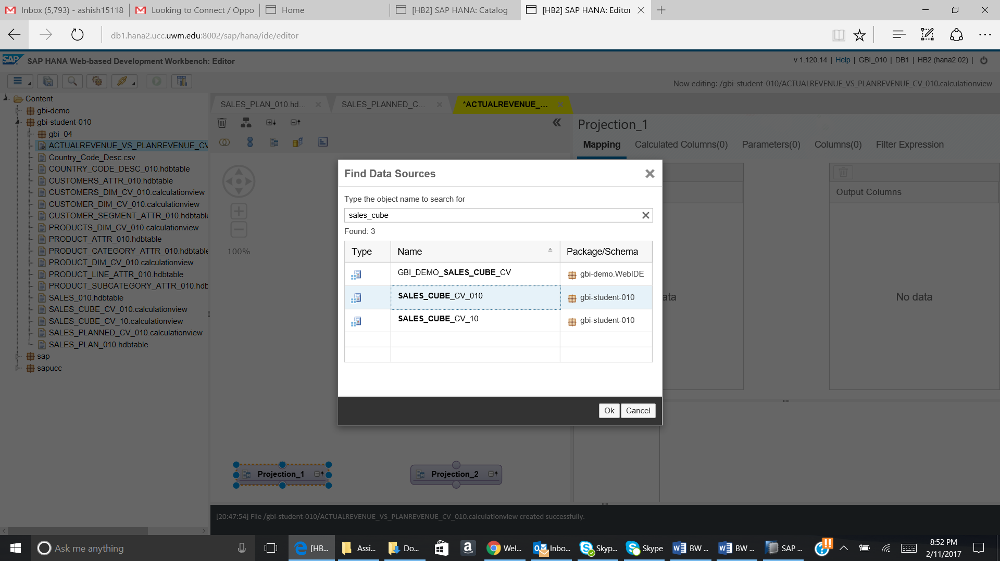 Inbox (5,793) - ashish15118
Looking to Connect / Oppo
Home
[HB2] SAP HANA: Catalog
[HB2] SAP HANA: Editor
db1.hana2.ucc.uwm.edu:8002/sap/hana/ide/editor
SAP
SAP HANA Web-based Development Workbench: Editor
v 1.120.14 | Help | GBI_010 | DB1 | HB2 (hana2 02) |
Now editing: /gbi-student-010/ACTUALREVENUE_VS_PLANREVENUE_CV_010.calculationview
Content
gbi-demo
gbi-student-010
gbi_04
ACTUALREVENUE_VS_PLANREVENUE_CV
Country_Code_Desc.csv
COUNTRY_CODE_DESC_010.hdbtable
CUSTOMERS_ATTR_010.hdbtable
CUSTOMERS_DIM_CV_010.calculationview
CUSTOMER_DIM_CV_010.calculationview
CUSTOMER_SEGMENT_ATTR_010.hdbtable
PRODUCTS_DIM_CV_010.calculationview
PRODUCT_ATTR_010.hdbtable
PRODUCT_CATEGORY_ATTR_010.hdbtable
PRODUCT_DIM_CV_010.calculationview
PRODUCT_LINE_ATTR_010.hdbtable
PRODUCT_SUBCATEGORY_ATTR_010.hdb
SALES_010.hdbtable
SALES_CUBE_CV_010.calculationview
SALES_CUBE_CV_10.calculationview
SALES_PLANNED_CV_010.calculationview
SALES_PLAN_010.hdbtable
sap
sapucc
SALES_PLAN_010.hd...
SALES_PLANNED_C...
*ACTUALREVENUE_...
100%
Projection_1
Mapping
Calculated Columns(0)
Parameters(0)
Columns(0)
Filter Expression
Output Columns
ata
No data
Find Data Sources
Type the object name to search for
sales_cube
Found: 3
Type Name Package/Schema
GBI_DEMO_SALES_CUBE_CV gbi-demo.WebIDE
SALES_CUBE_CV_010 gbi-student-010
SALES_CUBE_CV_10 gbi-student-010
Ok
Cancel
Projection_1
Projection_2
[20:47:54] File /gbi-student-010/ACTUALREVENUE_VS_PLANREVENUE_CV_010.calculationview created successfully.
Ask me anything
[HB...
Assi...
Do...
Wel...
Inbo...
Skyp...
Skype
BW ...
BW ...
SAP ...
8:52 PM
2/11/2017